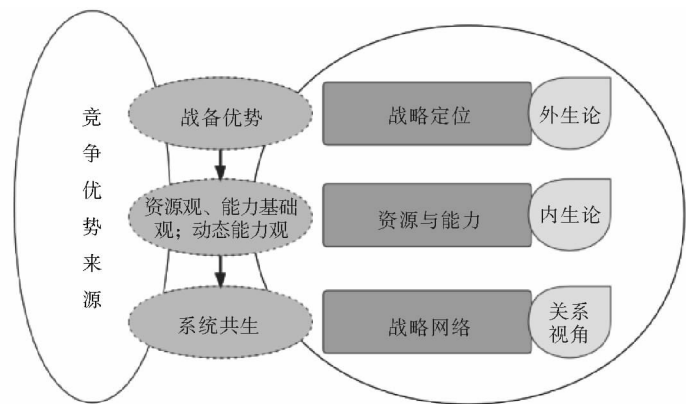 竞争优势来源
战备优势
战略定位
外生论
资源观、能力基础
观；动态能力观
资源与能力
内生论
系统共生
战略网络
关系
视角